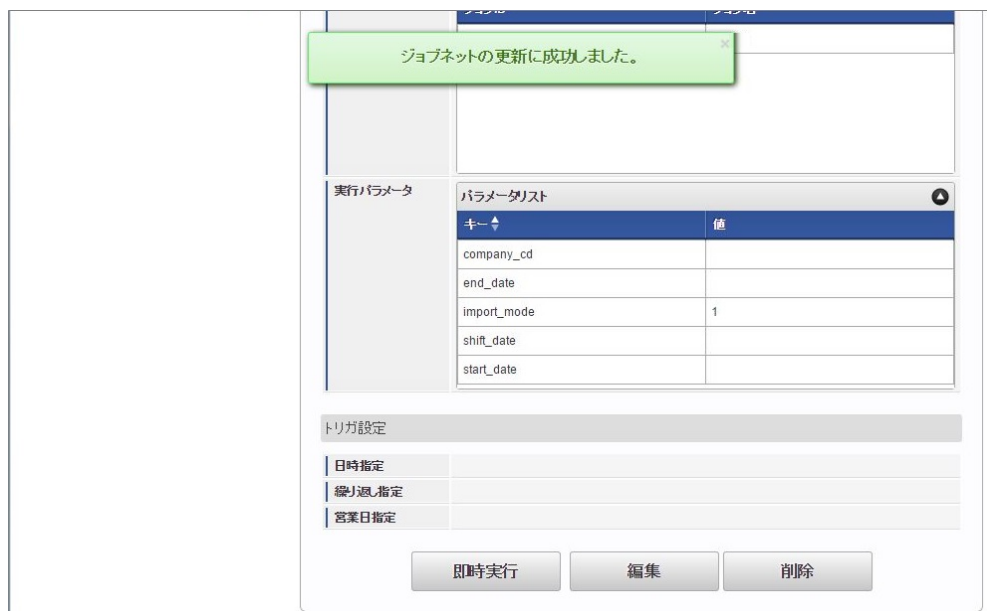 ジョブネットの更新に成功しました。
×
実行パラメータ
パラメータリスト
キー 値
company_cd
end_date
import_mode 1
shift_date
start_date
トリガ設定
日時指定
繰り返し指定
営業日指定
即時実行 編集 削除